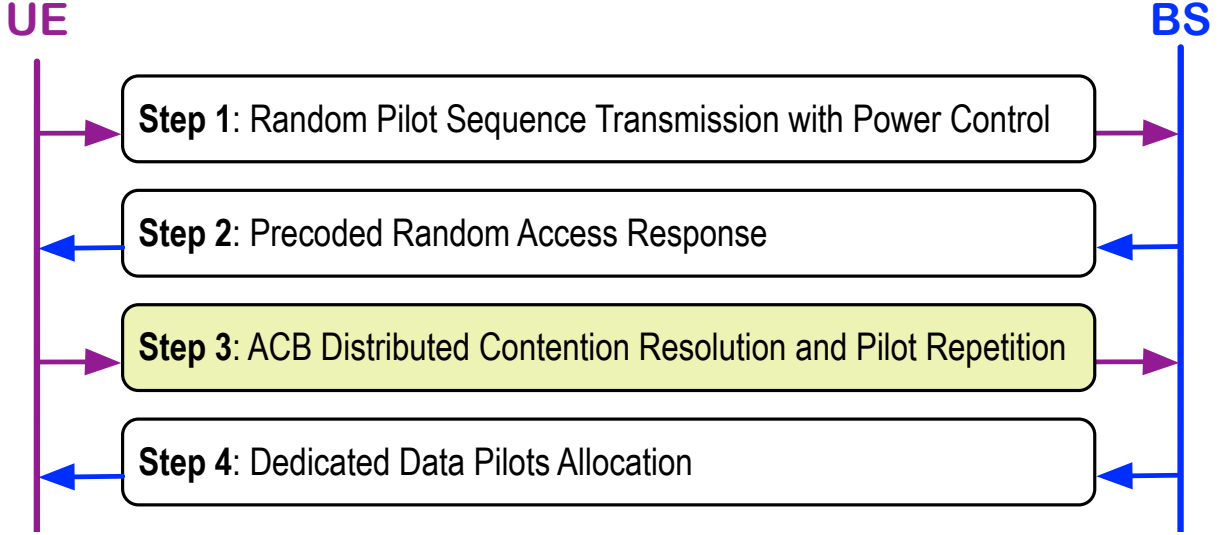 UE
BS
Step 1: Random Pilot Sequence Transmission with Power Control
Step 2: Precoded Random Access Response
Step 3: ACB Distributed Contention Resolution and Pilot Repetition
Step 4: Dedicated Data Pilots Allocation